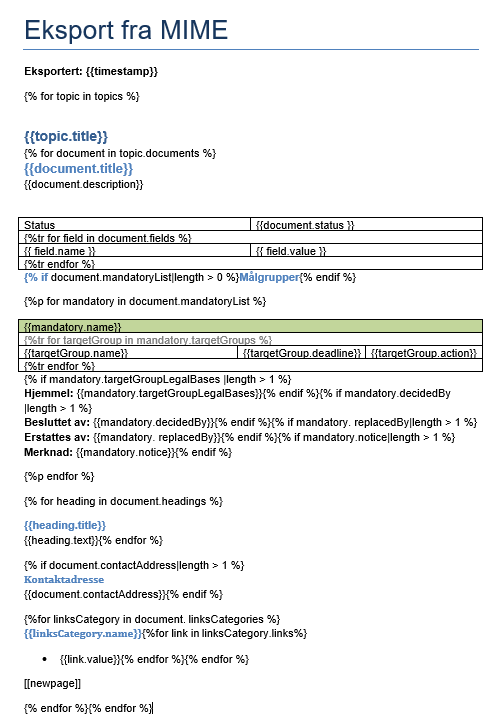 Eksport fra MIME
Eksportert: {{timestamp}}
{% for topic in topics %}
{{topic.title}}
{% for document in topic.documents %}
{{document.title}}
{{document.description}}
Status {{document.status }}
{%tr for field in document.fields %}
{{ field.name }} {{ field.value }}
{%tr endfor %}
{% if document.mandatoryList|length > 0 %}Målgrupper{% endif %}
{%p for mandatory in document.mandatoryList %}
{{mandatory.name}}
{%tr for targetGroup in mandatory.targetGroups %}
{{targetGroup.name}} {{targetGroup.deadline}} {{targetGroup.action}}
{%tr endfor %}
{% if mandatory.targetGroupLegalBases |length > 1 %}
Hjemmel: {{mandatory.targetGroupLegalBases}}{% endif %}{% if mandatory.decidedBy
|length > 1 %}
Besluttet av: {{mandatory.decidedBy}}{% endif %}{% if mandatory. replacedBy|length > 1 %}
Erstattes av: {{mandatory. replacedBy}}{% endif %}{% if mandatory.notice|length > 1 %}
Merknad: {{mandatory.notice}}{% endif %}
{%p endfor %}
{% for heading in document.headings %}
{{heading.title}}
{{heading.text}}{% endfor %}
{% if document.contactAddress|length > 1 %}
Kontaktadresse
{{document.contactAddress}}{% endif %}
{%for linksCategory in document. linksCategories %}
{{linksCategory.name}}{%for link in linksCategory.links%}
• {{link.value}}{% endfor %}{% endfor %}
[[newpage]]
{% endfor %}{% endfor %}